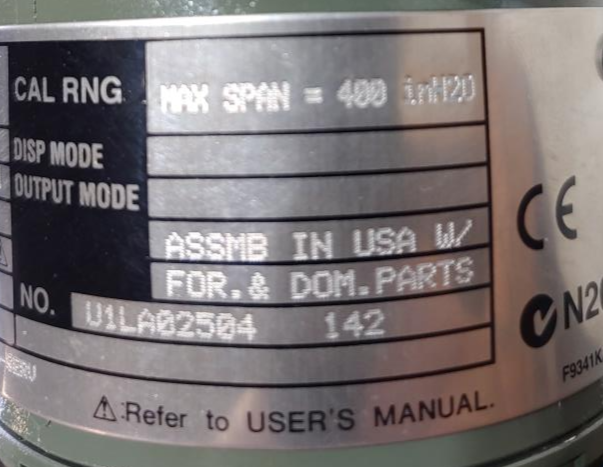 CAL RNG MAX SPAN = 400 inH2O
DISP MODE
OUTPUT MODE
ASSMB IN USA W/
FOR.& DOM.PARTS
NO. U1LA02504 142
CE
N20
F9341K
⚠:Refer to USER'S MANUAL.